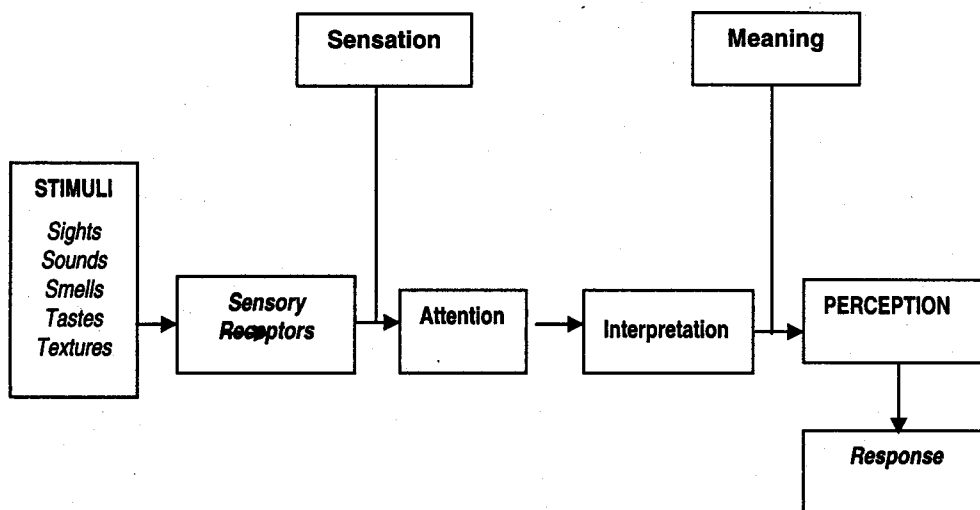 Sensation
Meaning
STIMULI
Sights
Sounds
Smells
Tastes
Textures
Sensory
Receptors
Attention
Interpretation
PERCEPTION
Response